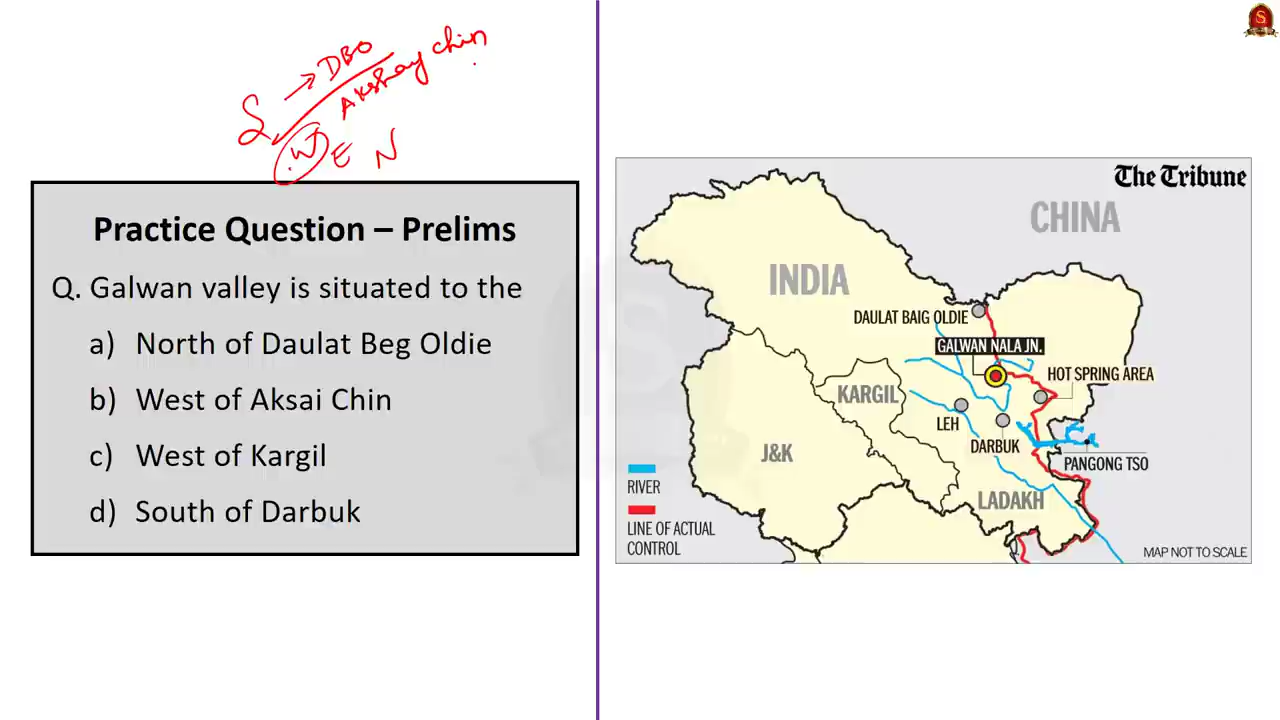 S → DBO
Akshay chin
W E N
Practice Question – Prelims
Q. Galwan valley is situated to the
a) North of Daulat Beg Oldie
b) West of Aksai Chin
c) West of Kargil
d) South of Darbuk
The Tribune
CHINA
INDIA
DAULAT BAIG OLDIE
GALWAN NALA JN.
HOT SPRING AREA
KARGIL
LEH
DARBUK
J&K
PANGONG TSO
LADAKH
RIVER
LINE OF ACTUAL
CONTROL
MAP NOT TO SCALE